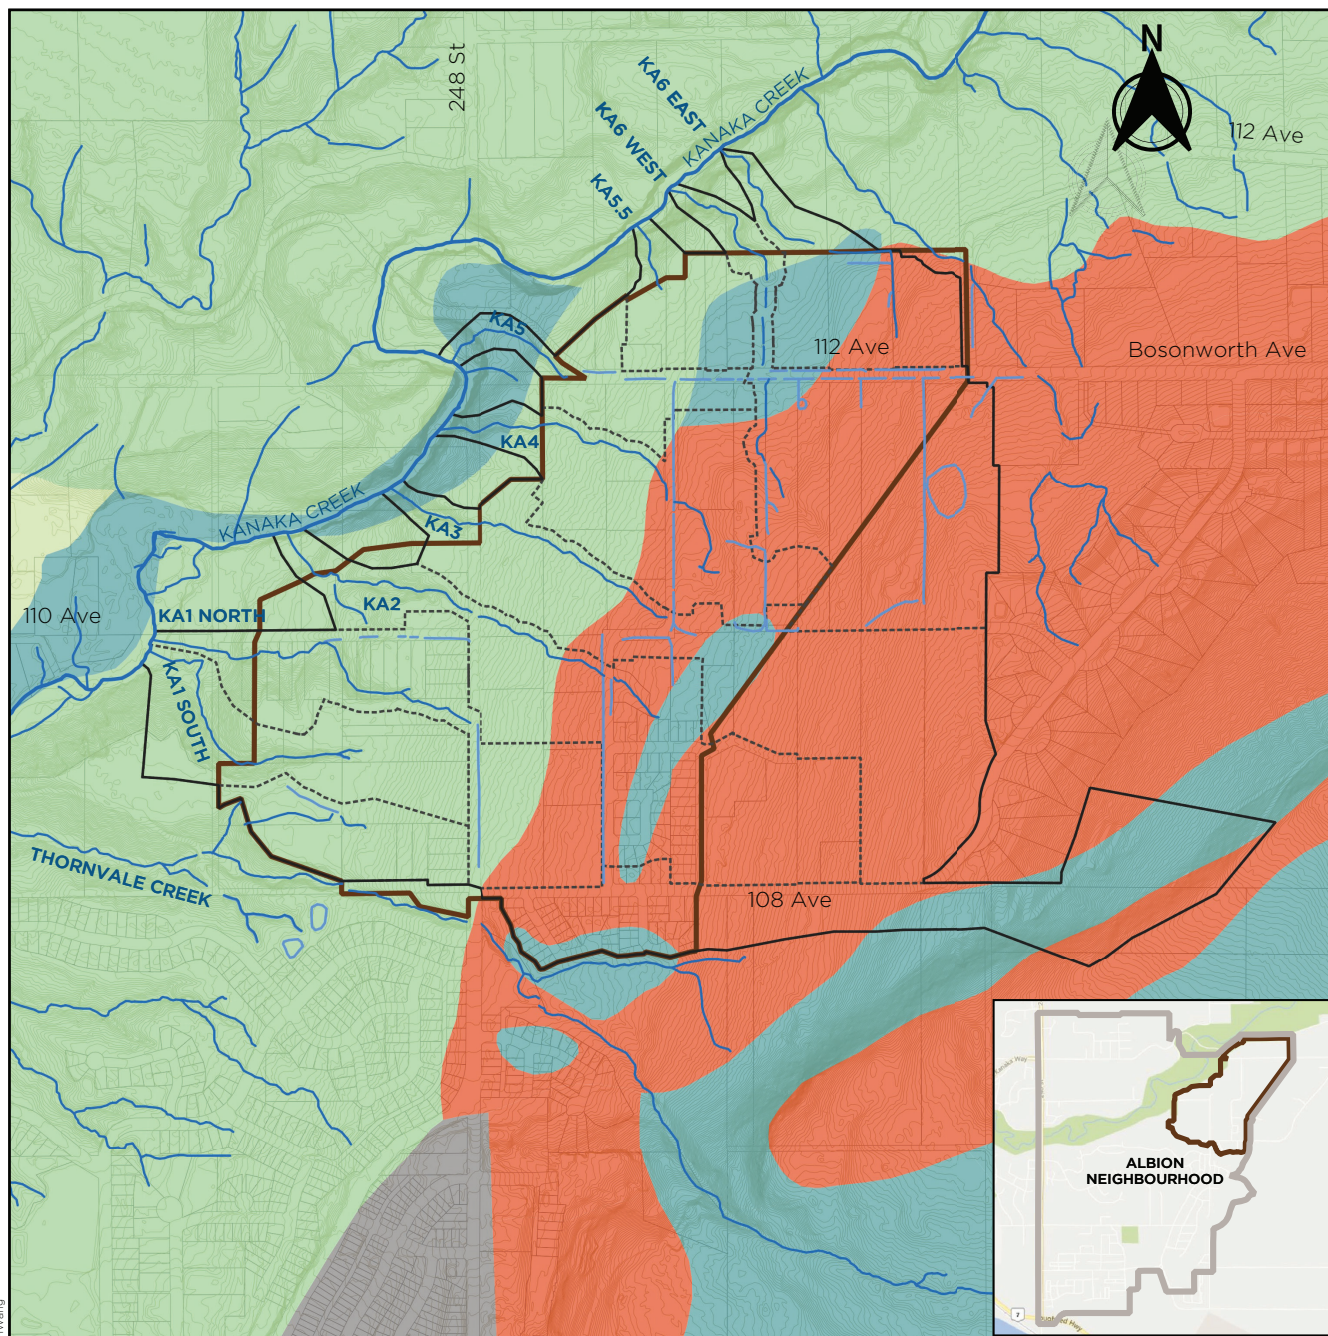 N
248 St
KA6 EAST
KANAKA CREEK
112 Ave
KA6 WEST
KA5.5
KA5
112 Ave
Bosonworth Ave
KA4
KANAKA CREEK
KA3
110 Ave
KA1 NORTH
KA2
KA1 SOUTH
THORNVALE CREEK
108 Ave
ALBION
NEIGHBOURHOOD
7